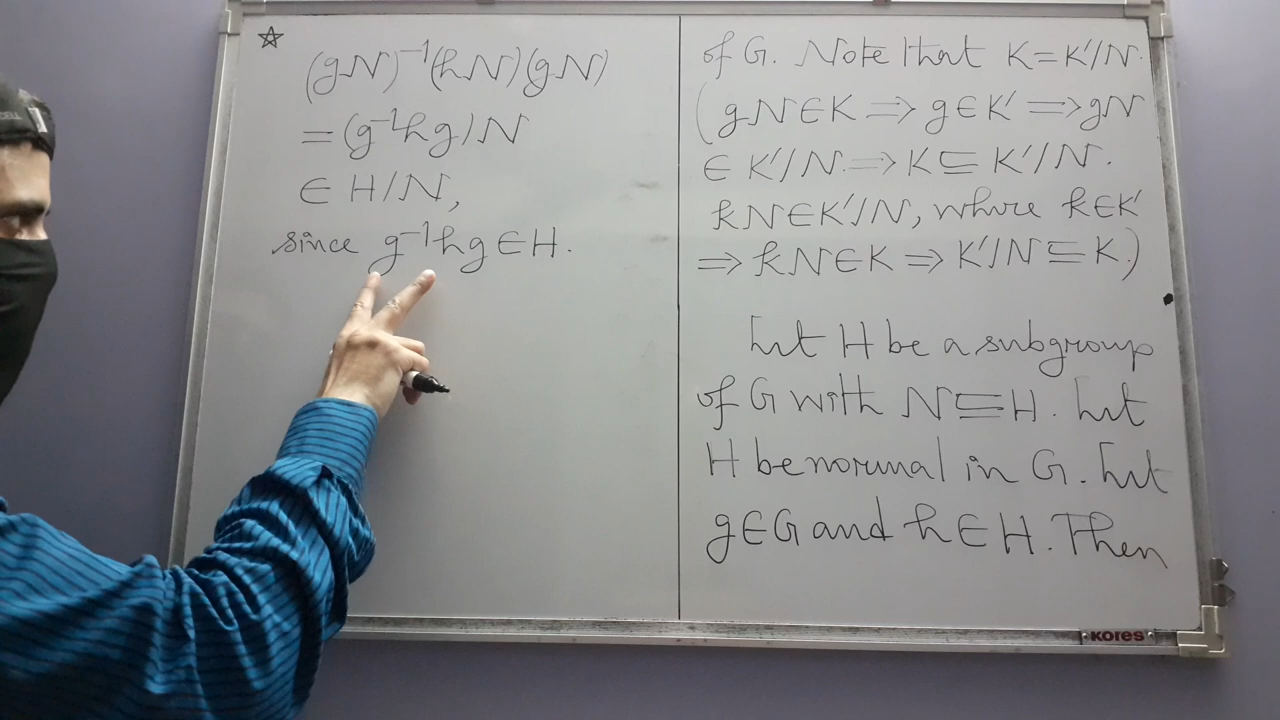 ☆
(gN)⁻¹(hN)(gN)
=(g⁻¹hg)N
∈ H/N,
since g⁻¹hg∈H.
of G. Note that K=K'/N.
(gN∈K ⇒ g∈K' ⇒ gN
∈ K'/N. ⇒ K⊆K'/N.
kN∈K'/N, where k∈K'
⇒ kN∈K ⇒ K'/N⊆K.)
Let H be a subgroup
of G with N⊆H. Let
H be normal in G. Let
g∈G and h∈H. Then
KORES